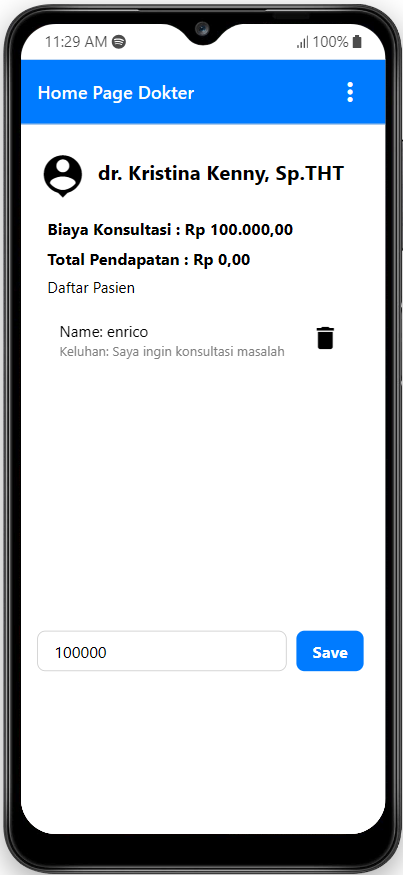 11:29 AM 100%
Home Page Dokter
dr. Kristina Kenny, Sp.THT
Biaya Konsultasi : Rp 100.000,00
Total Pendapatan : Rp 0,00
Daftar Pasien
Name: enrico
Keluhan: Saya ingin konsultasi masalah
100000 Save